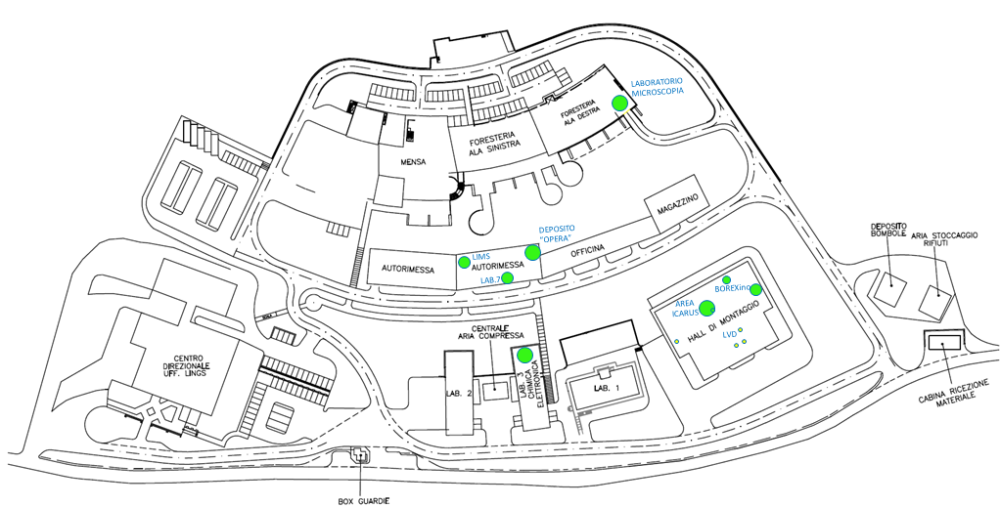 LABORATORIO
MICROSCOPIA
FORESTERIA
ALA DESTRA
FORESTERIA
ALA SINISTRA
MENSA
MAGAZZINO
DEPOSITO
"OPERA"
DEPOSITO
BOMBOLE
ARIA STOCCAGGIO
RIFIUTI
OFFICINA
LIMS
AUTORIMESSA
AUTORIMESSA
LAB.7
BOREXino
AREA
ICARUS
HALL DI MONTAGGIO
LVD
CENTRALE
ARIA COMPRESSA
CENTRO
DIREZIONALE
UFF. LINGS
LAB. 2
LAB. 3
CHIMICA
ELETTRONICA
LAB. 1
CABINA RICEZIONE
MATERIALE
BOX GUARDIE